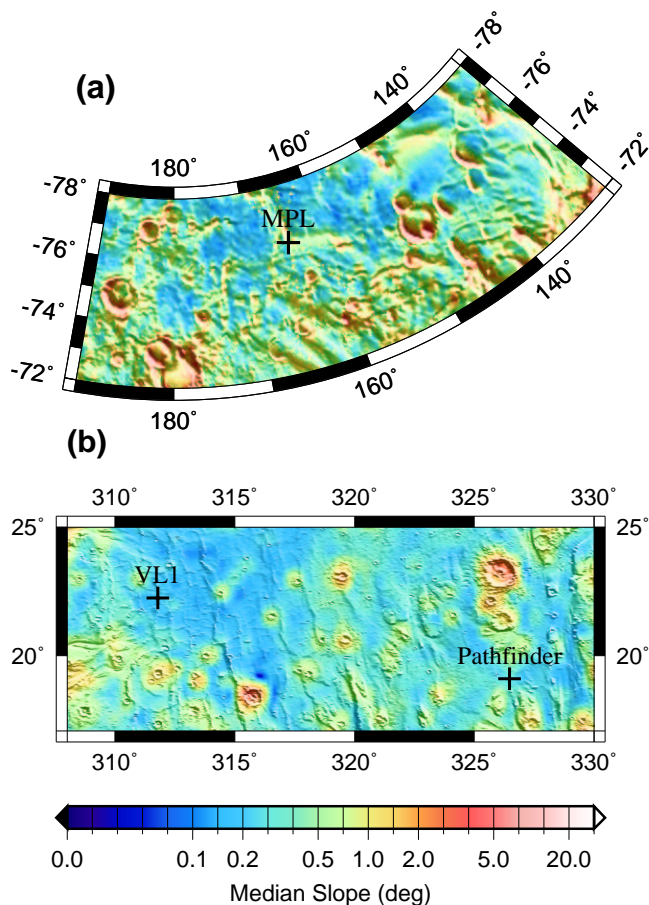 (a)
180° 160° 140° -78°
-76°
-74°
-72°
-78°
-76°
-74°
-72°
MPL
180° 160° 140°
(b)
310° 315° 320° 325° 330°
25° 25°
VL1
20° Pathfinder 20°
310° 315° 320° 325° 330°
0.0 0.1 0.2 0.5 1.0 2.0 5.0 20.0
Median Slope (deg)